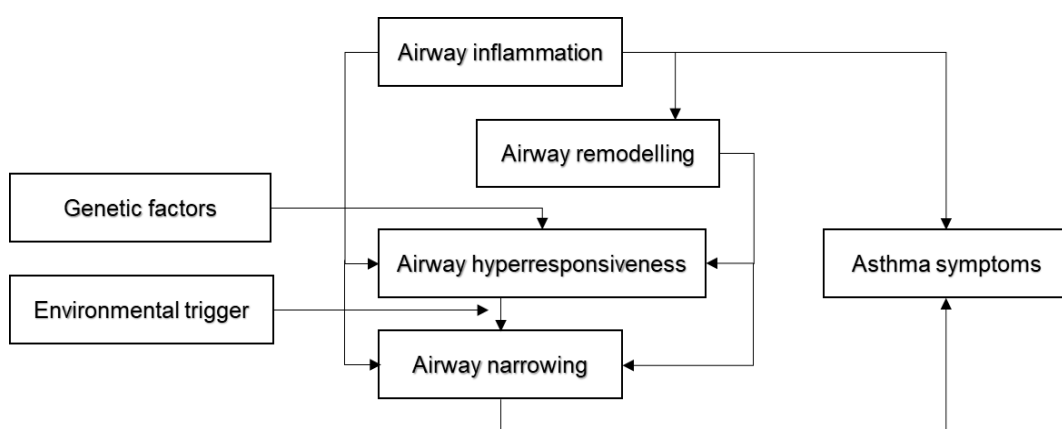 Airway inflammation
Airway remodelling
Genetic factors
Airway hyperresponsiveness
Asthma symptoms
Environmental trigger
Airway narrowing